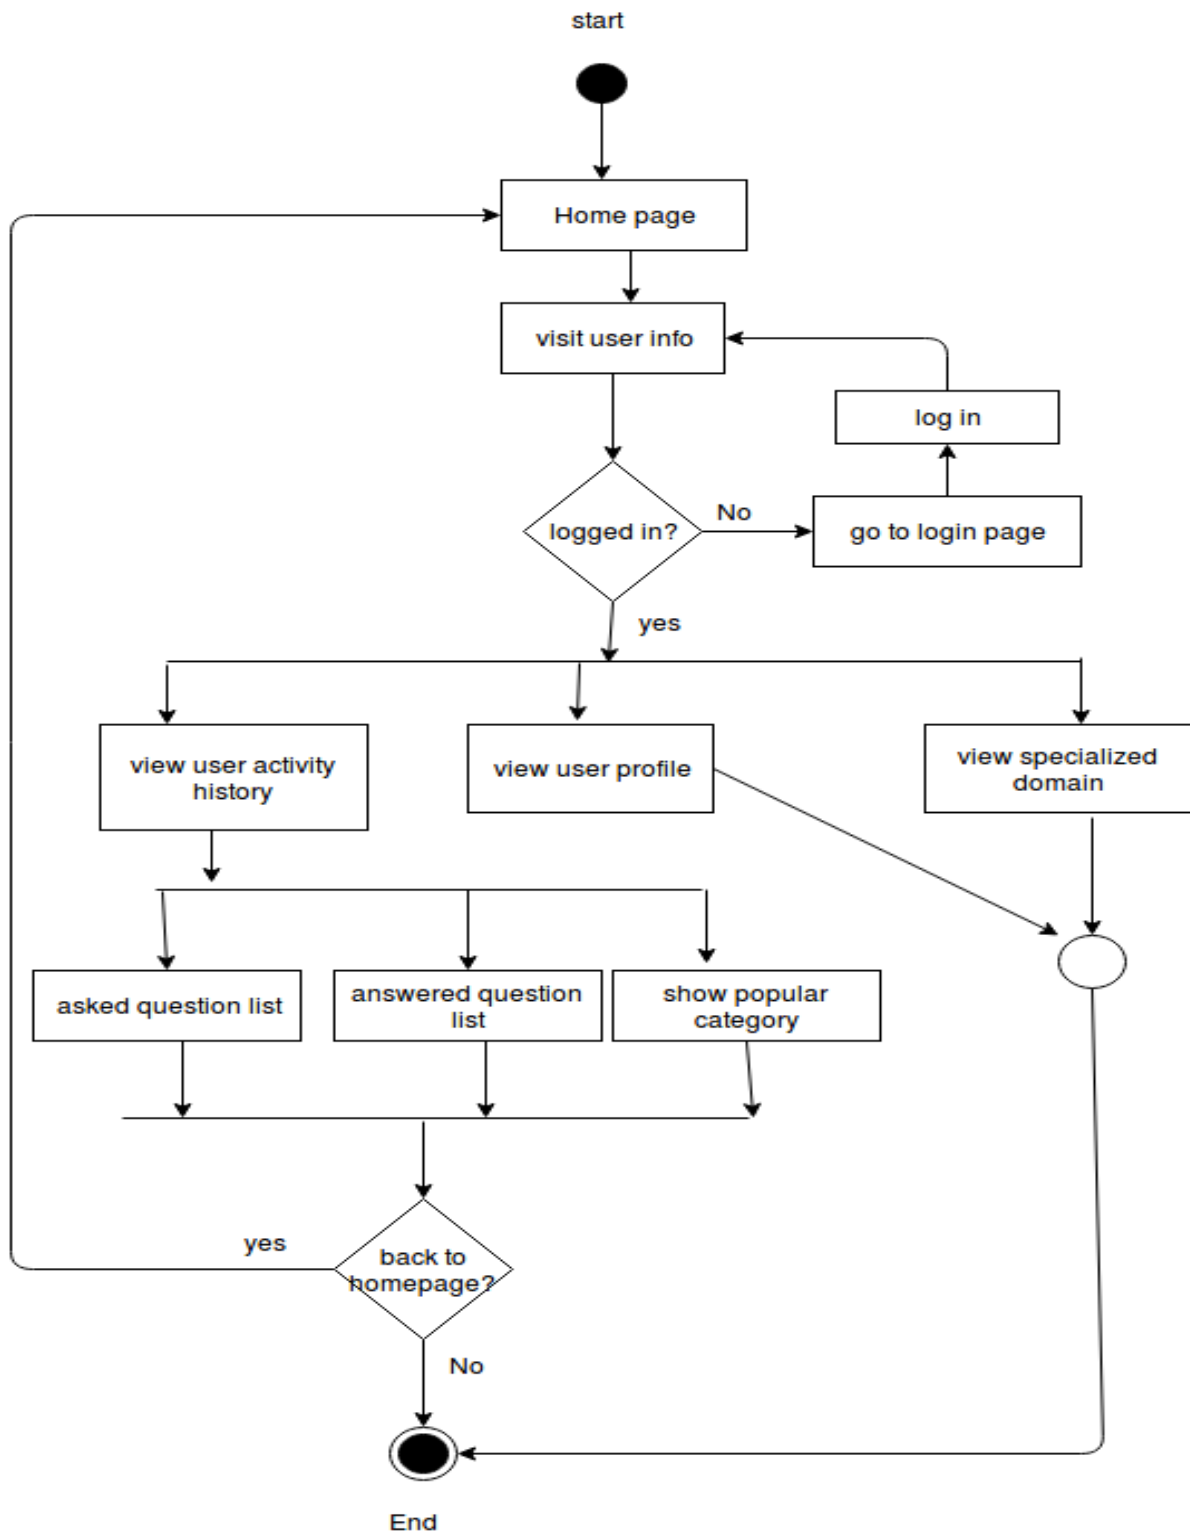 start
Home page
visit user info
log in
logged in?
No
go to login page
yes
view user activity
history
view user profile
view specialized
domain
asked question list
answered question
list
show popular
category
yes
back to
homepage?
No
End